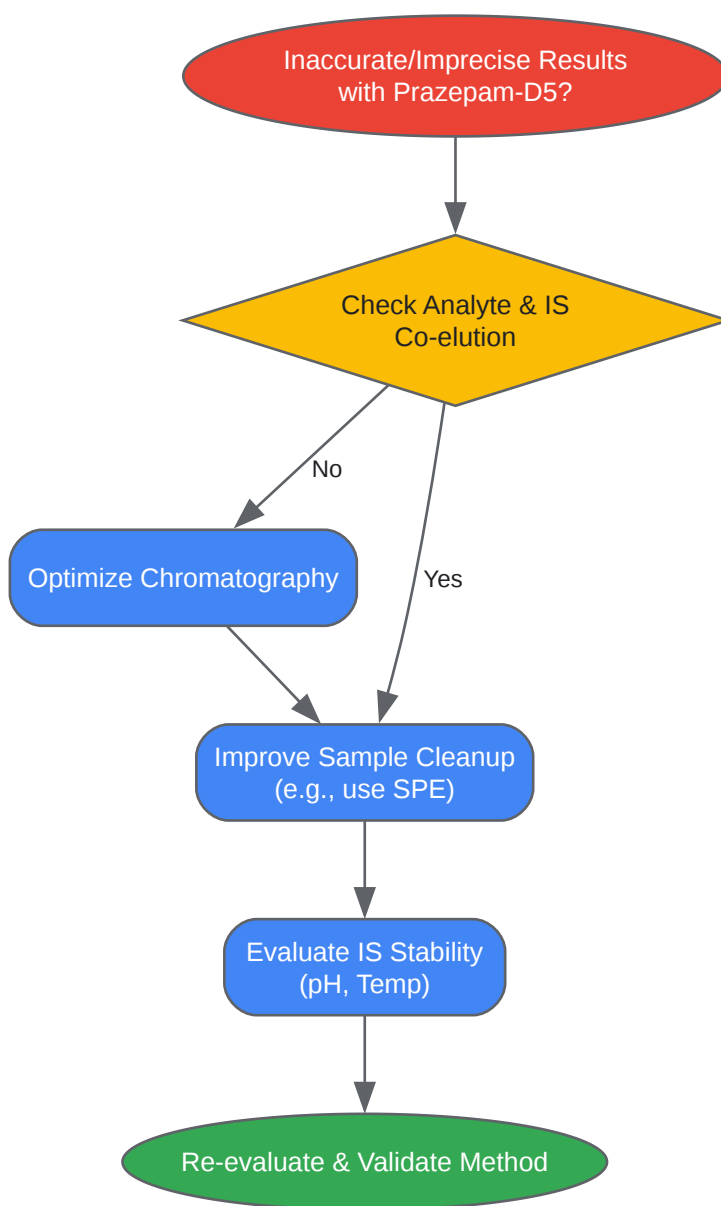 Inaccurate/Imprecise Results
with Prazepam-D5?
Check Analyte & IS
Co-elution
No
Optimize Chromatography
Yes
Improve Sample Cleanup
(e.g., use SPE)
Evaluate IS Stability
(pH, Temp)
Re-evaluate & Validate Method